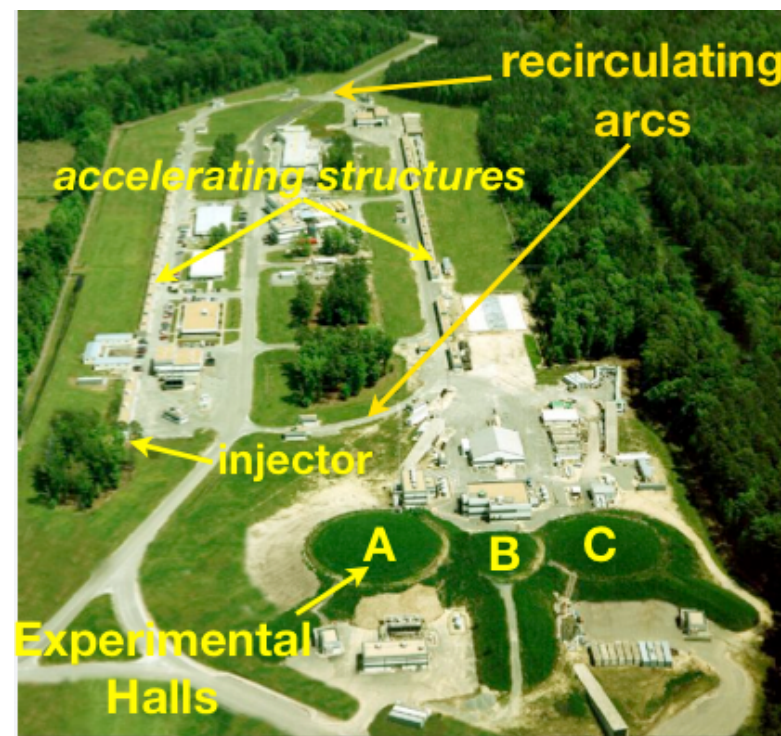 recirculating
arcs
accelerating structures
injector
A
B
C
Experimental
Halls